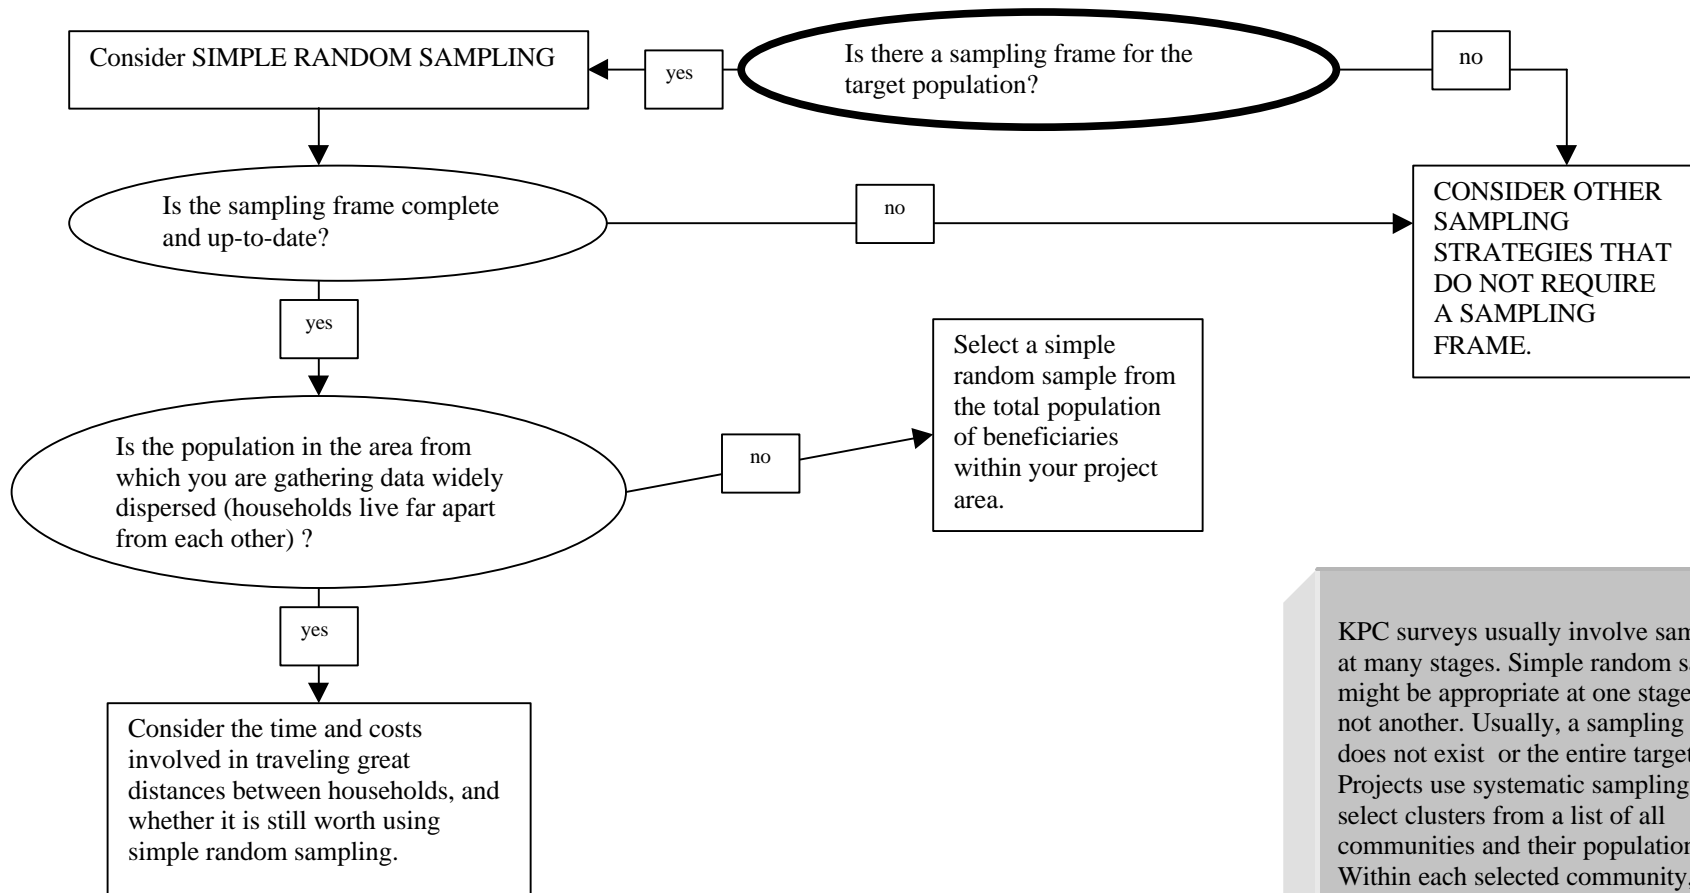 Consider SIMPLE RANDOM SAMPLING
yes
Is there a sampling frame for the
target population?
no
Is the sampling frame complete
and up-to-date?
no
CONSIDER OTHER
SAMPLING
STRATEGIES THAT
DO NOT REQUIRE
A SAMPLING
FRAME.
yes
Select a simple
random sample from
the total population
of beneficiaries
within your project
area.
Is the population in the area from
which you are gathering data widely
dispersed (households live far apart
from each other) ?
no
yes
Consider the time and costs
involved in traveling great
distances between households, and
whether it is still worth using
simple random sampling.
KPC surveys usually involve
at many stages. Simple random
might be appropriate at one stage
not another. Usually, a sampling
does not exist or the entire target
Projects use systematic sampling
select clusters from a list of all
communities and their population
Within each selected community,